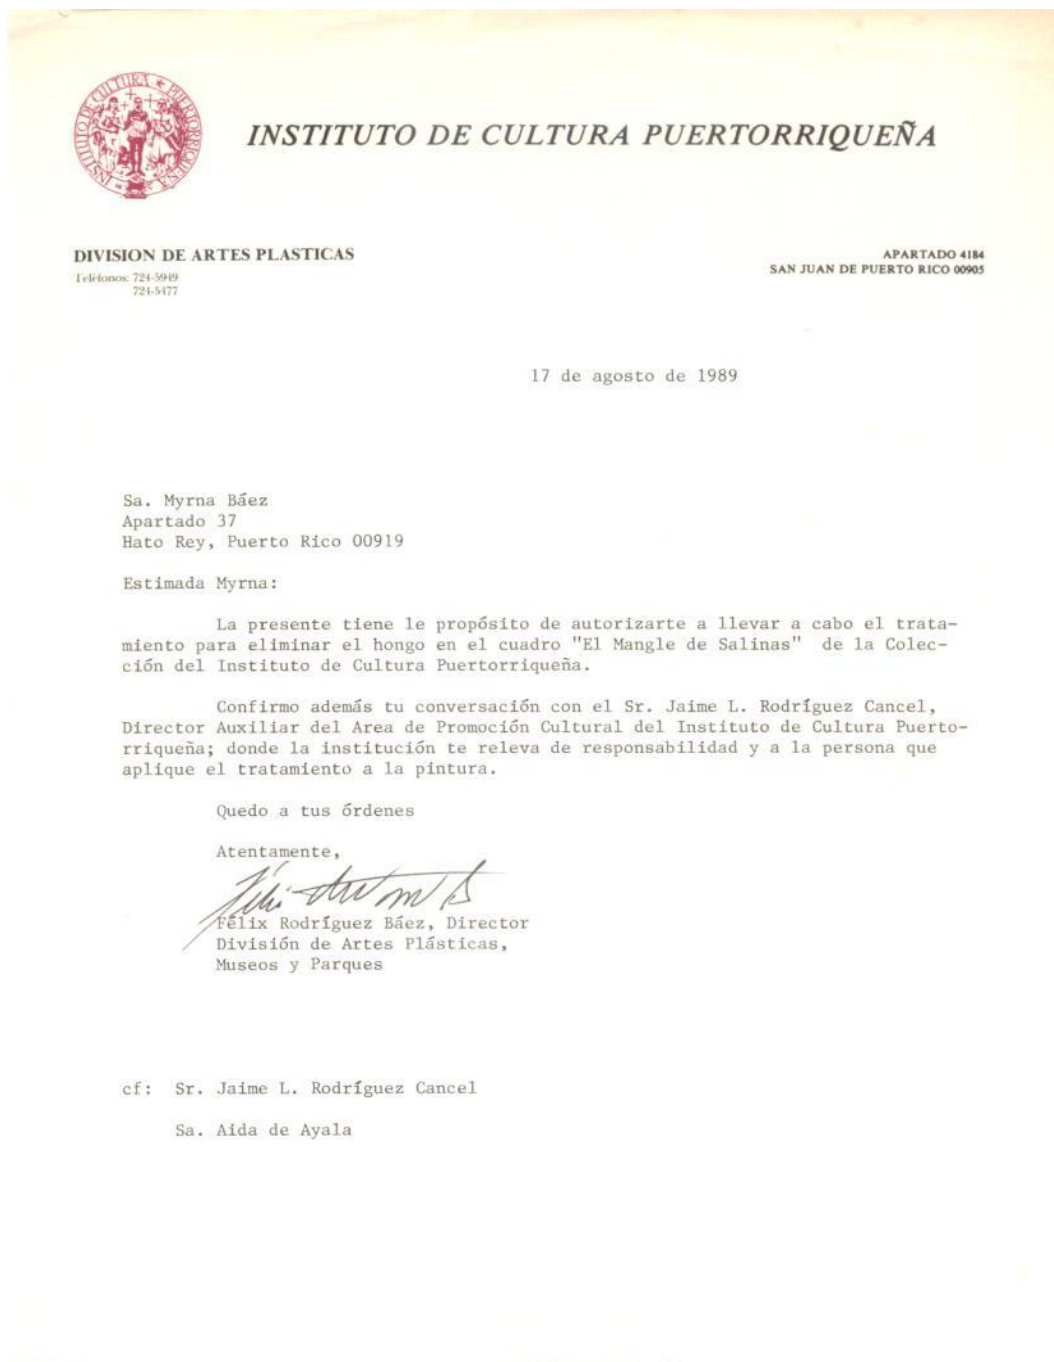 INSTITUTO DE CULTURA PUERTORRIQUEÑA
INSTITUTO DE CULTURA PUERTORRIQUEÑA
DIVISION DE ARTES PLASTICAS
Teléfonos: 724-5949
724-5477
APARTADO 4184
SAN JUAN DE PUERTO RICO 00905
17 de agosto de 1989
Sa. Myrna Báez
Apartado 37
Hato Rey, Puerto Rico 00919
Estimada Myrna:
La presente tiene le propósito de autorizarte a llevar a cabo el trata-
miento para eliminar el hongo en el cuadro "El Mangle de Salinas" de la Colec-
ción del Instituto de Cultura Puertorriqueña.
Confirmo además tu conversación con el Sr. Jaime L. Rodríguez Cancel,
Director Auxiliar del Area de Promoción Cultural del Instituto de Cultura Puerto-
rriqueña; donde la institución te releva de responsabilidad y a la persona que
aplique el tratamiento a la pintura.
Quedo a tus órdenes
Atentamente,
Félix Rodríguez Báez, Director
División de Artes Plásticas,
Museos y Parques
cf: Sr. Jaime L. Rodríguez Cancel
Sa. Aida de Ayala